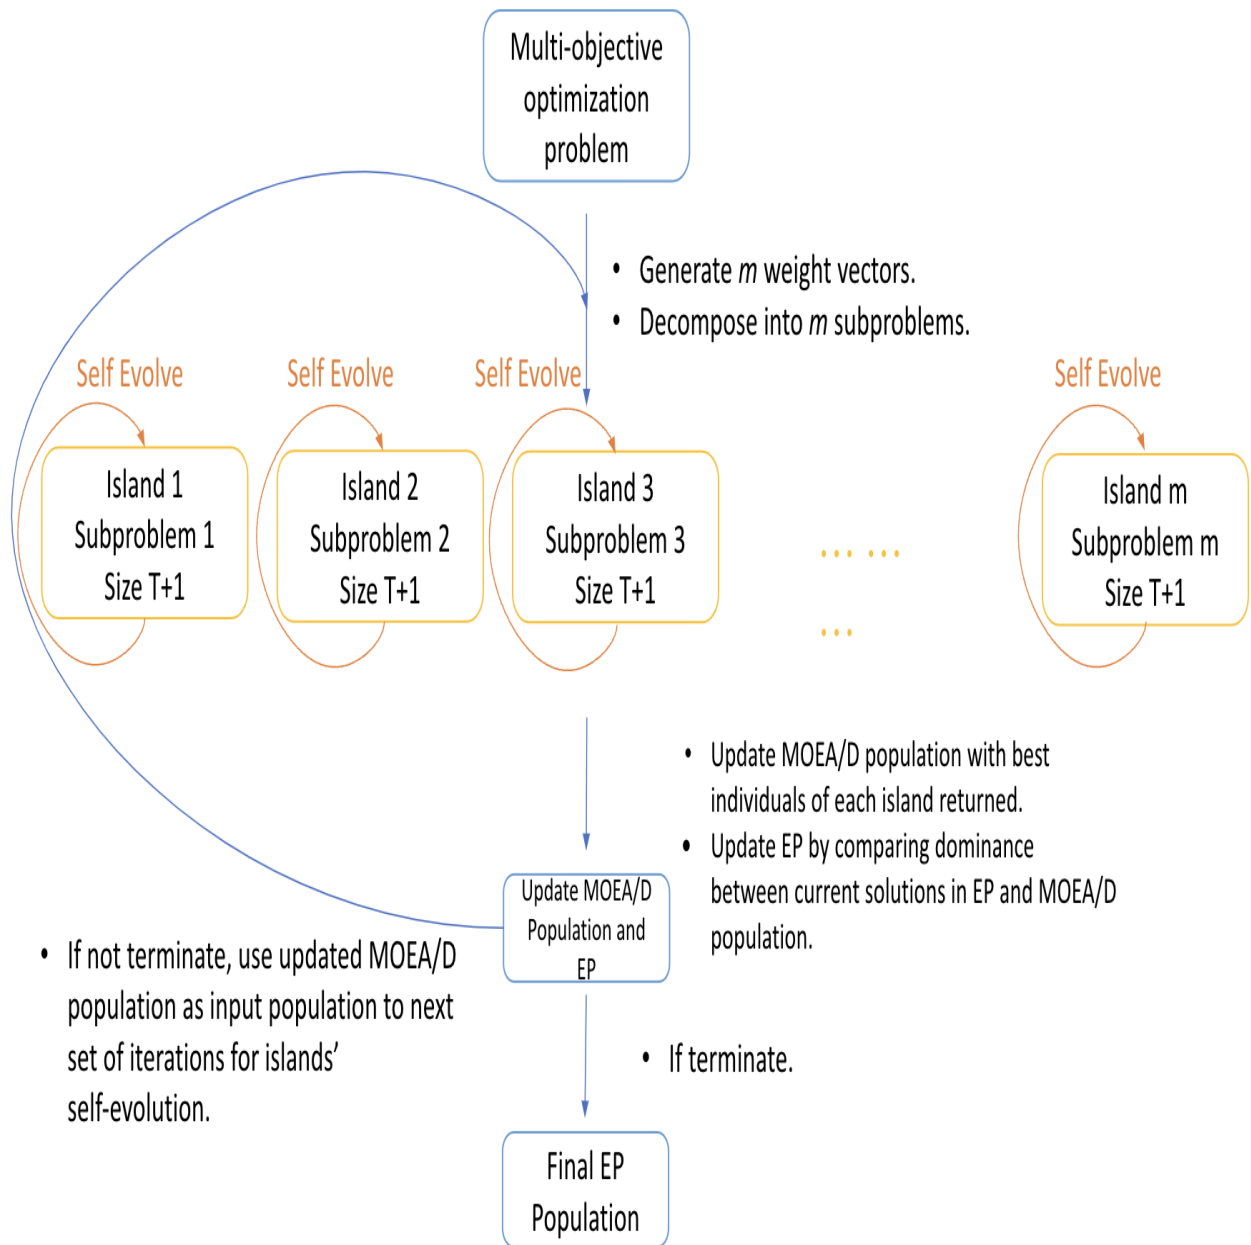 Multi-objective
optimization
problem
• Generate m weight vectors.
• Decompose into m subproblems.
Self Evolve
Self Evolve
Self Evolve
Self Evolve
Island 1
Subproblem 1
Size T+1
Island 2
Subproblem 2
Size T+1
Island 3
Subproblem 3
Size T+1
... ...
...
Island m
Subproblem m
Size T+1
• Update MOEA/D population with best
individuals of each island returned.
• Update EP by comparing dominance
between current solutions in EP and MOEA/D
population.
Update MOEA/D
Population and
EP
• If not terminate, use updated MOEA/D
population as input population to next
set of iterations for islands’
self-evolution.
• If terminate.
Final EP
Population